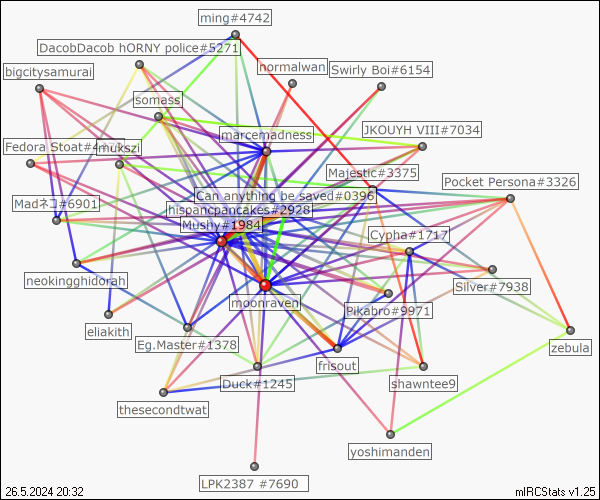 ming#4742
DacobDacob hORNY police#5271
normalwan
bigcitysamurai
Swirly Boi#6154
somass
JKOUYH VIII#7034
marcemadness
Fedora Stoat#4
mukszi
Majestic#3375
Pocket Persona#3326
Can anything be saved#0396
Madネコ#6901
hispanicpancakes#2928
Mushy#1984
Cypha#1717
neokingghidorah
Silver#7938
moonraven
Pikabro#9971
eliakith
Eg.Master#1378
zebula
frisout
Duck#1245
shawntee9
thesecondtwat
yoshimanden
LPK2387 #7690
26.5.2024 20:32
mIRCStats v1.25